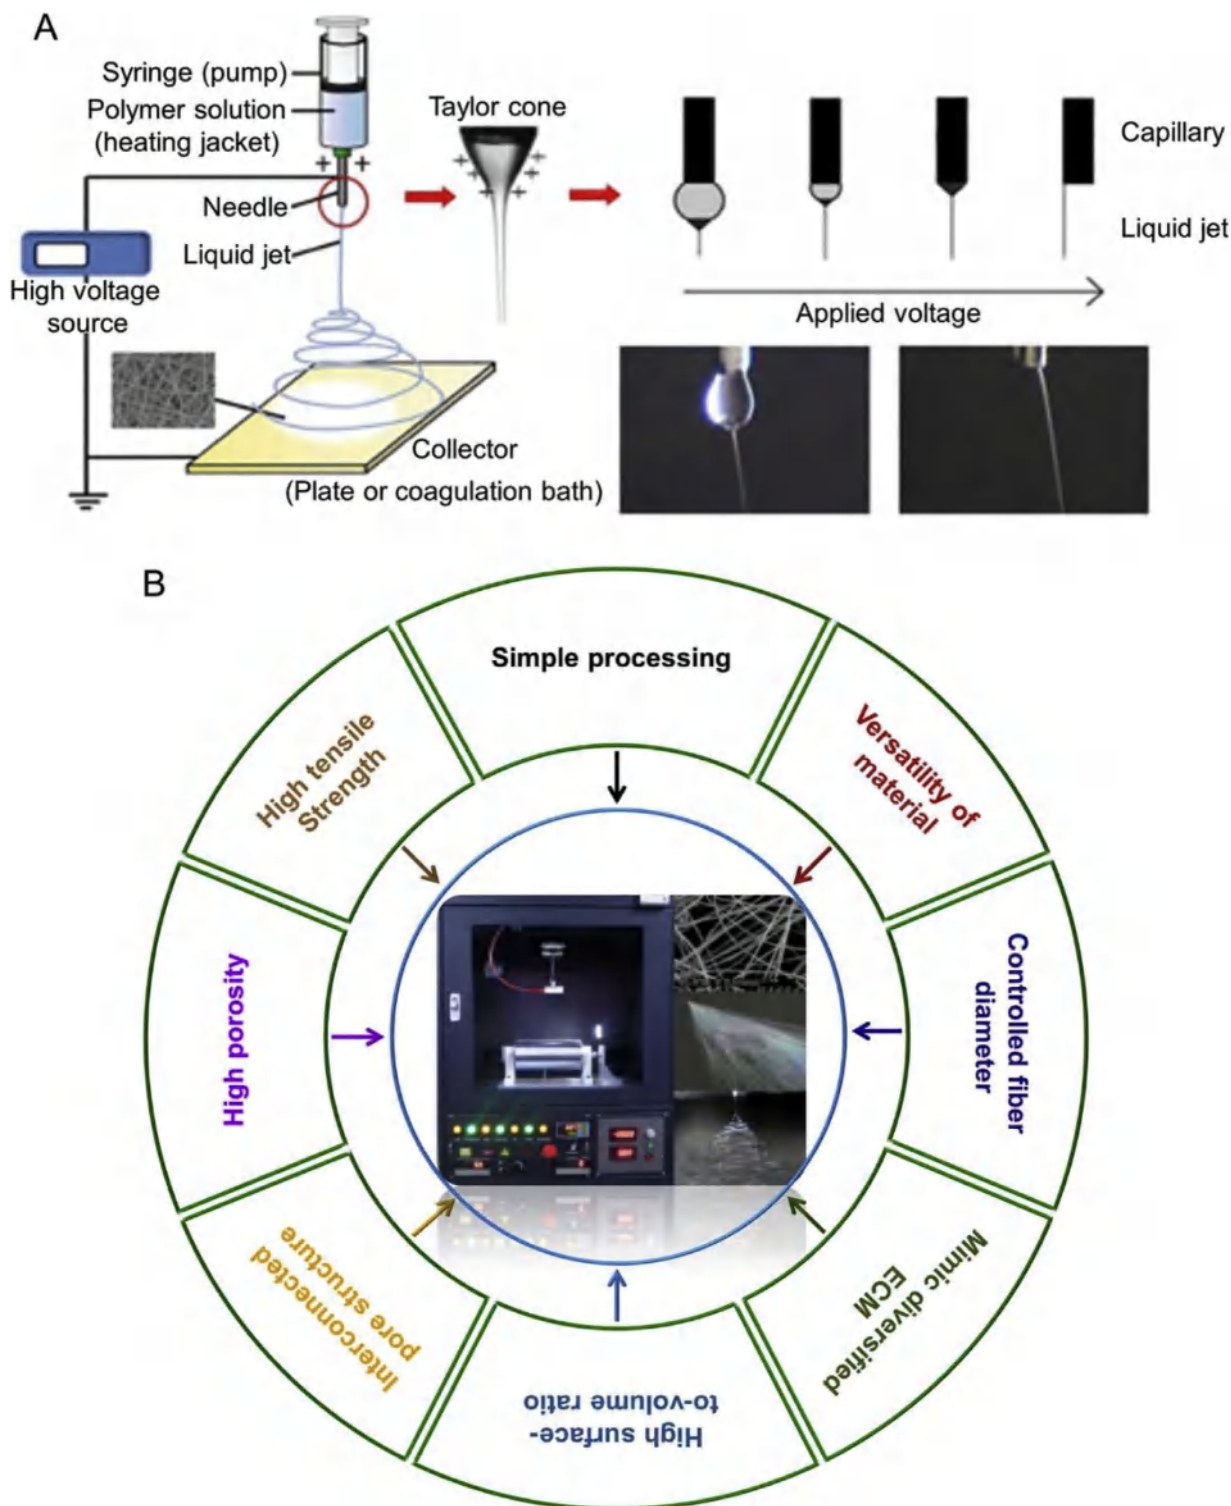 A
Syringe (pump)
Polymer solution
(heating jacket)
Needle
Liquid jet
High voltage
source
Collector
(Plate or coagulation bath)
Taylor cone
Capillary
Liquid jet
Applied voltage
B
Simple processing
Versatility of
material
Controlled fiber
diameter
Mimic diversified
ECM
High surface-
to-volume ratio
Interconnected
pore structure
High porosity
High tensile
Strength